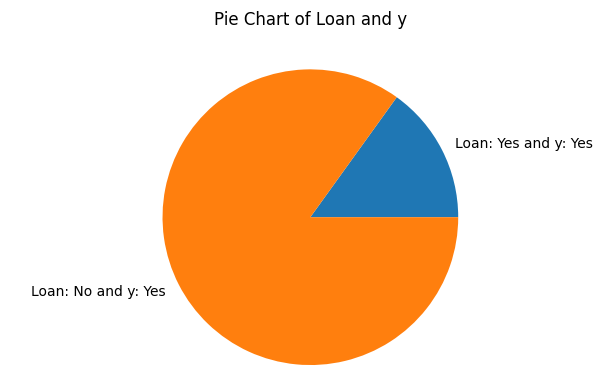 Pie Chart of Loan and y
Loan: Yes and y: Yes
Loan: No and y: Yes